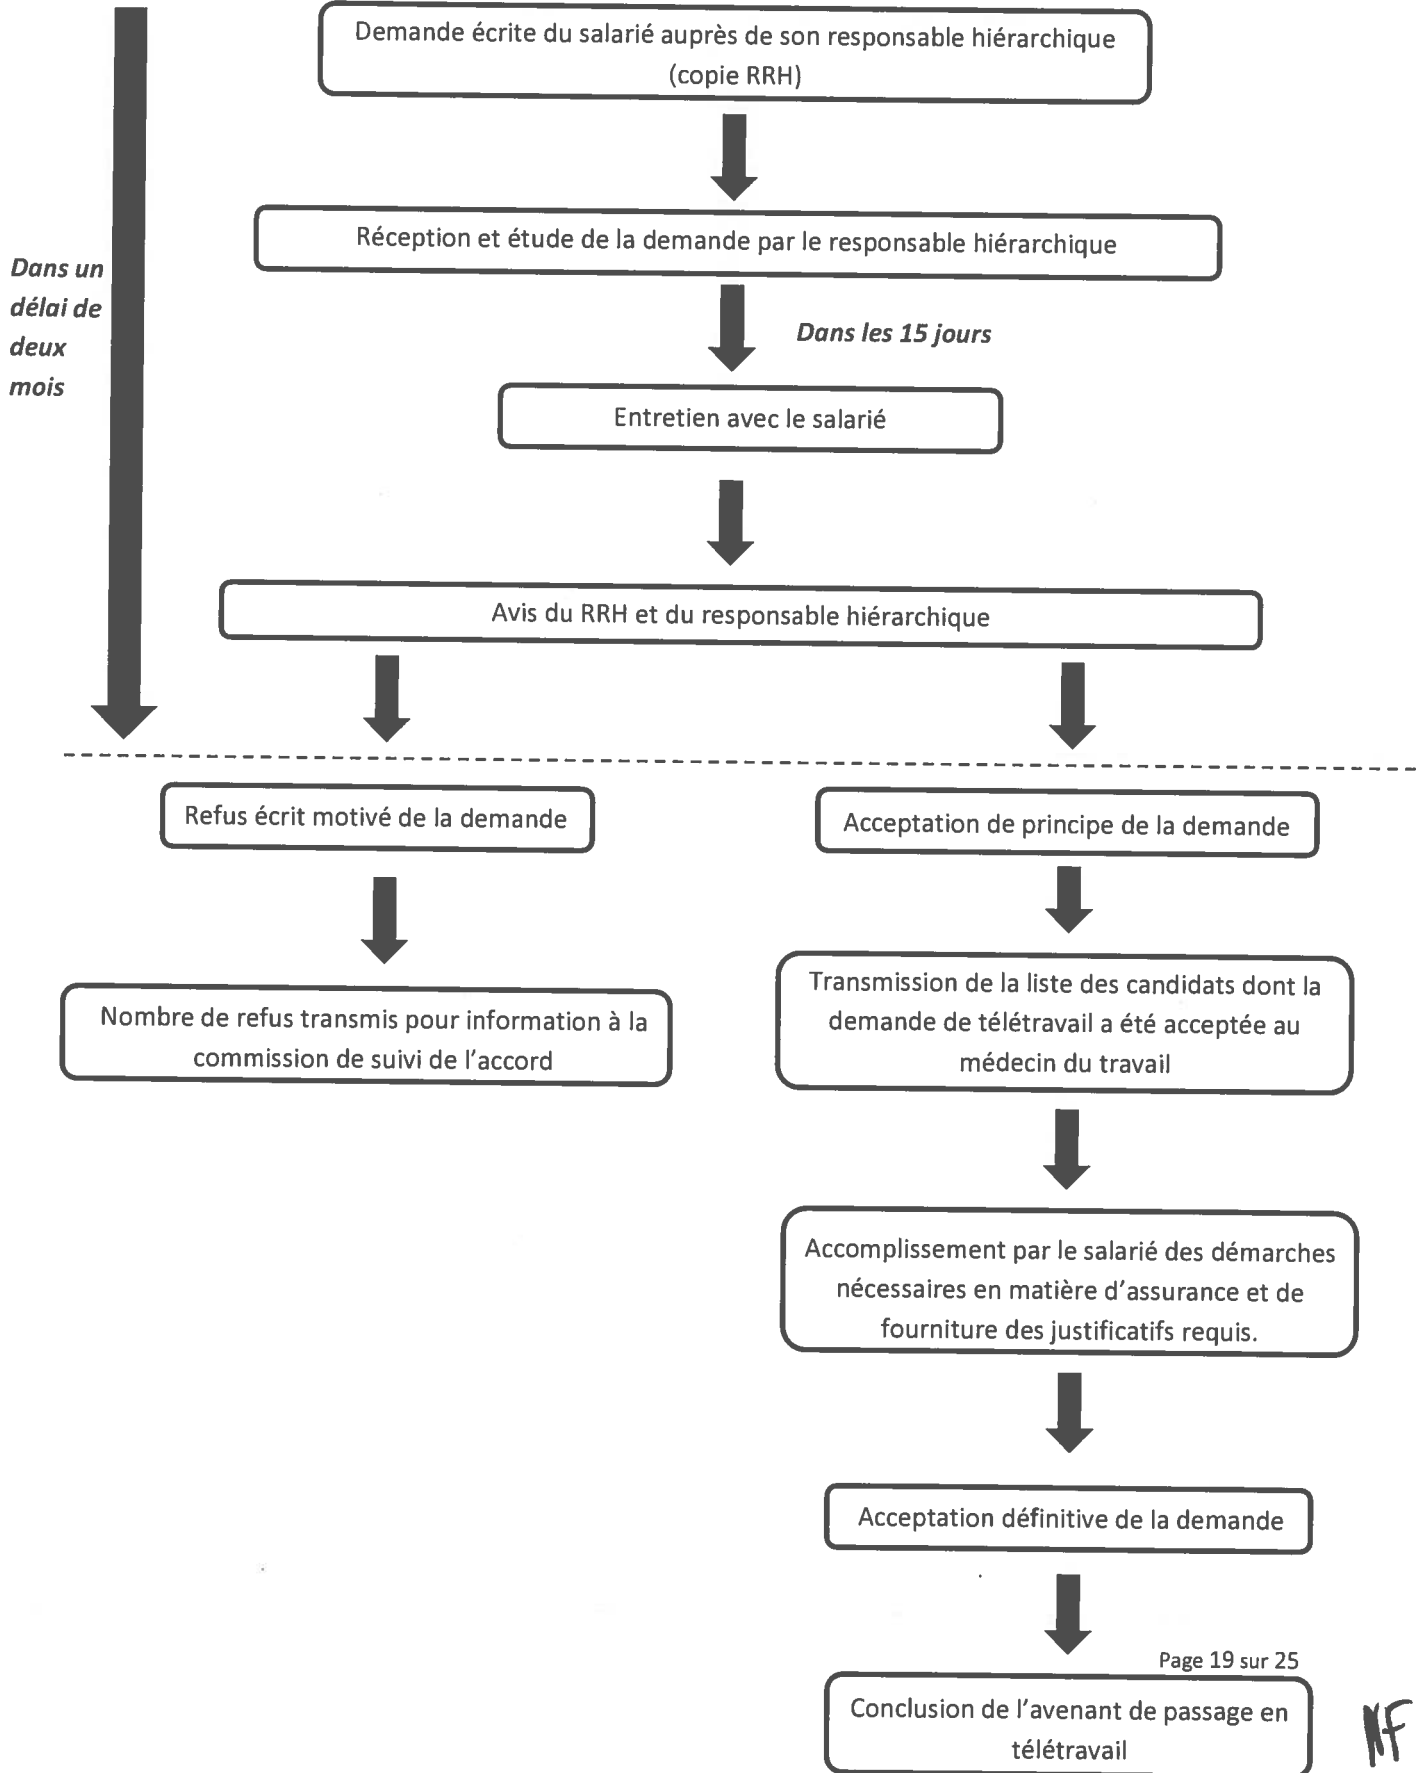 Demande écrite du salarié auprès de son responsable hiérarchique
(copie RRH)
Réception et étude de la demande par le responsable hiérarchique
Dans un
délai de
deux
mois
Dans les 15 jours
Entretien avec le salarié
Avis du RRH et du responsable hiérarchique
Refus écrit motivé de la demande
Acceptation de principe de la demande
Nombre de refus transmis pour information à la
commission de suivi de l'accord
Transmission de la liste des candidats dont la
demande de télétravail a été acceptée au
médecin du travail
Accomplissement par le salarié des démarches
nécessaires en matière d'assurance et de
fourniture des justificatifs requis.
Acceptation définitive de la demande
Page 19 sur 25
Conclusion de l'avenant de passage en
télétravail
NF